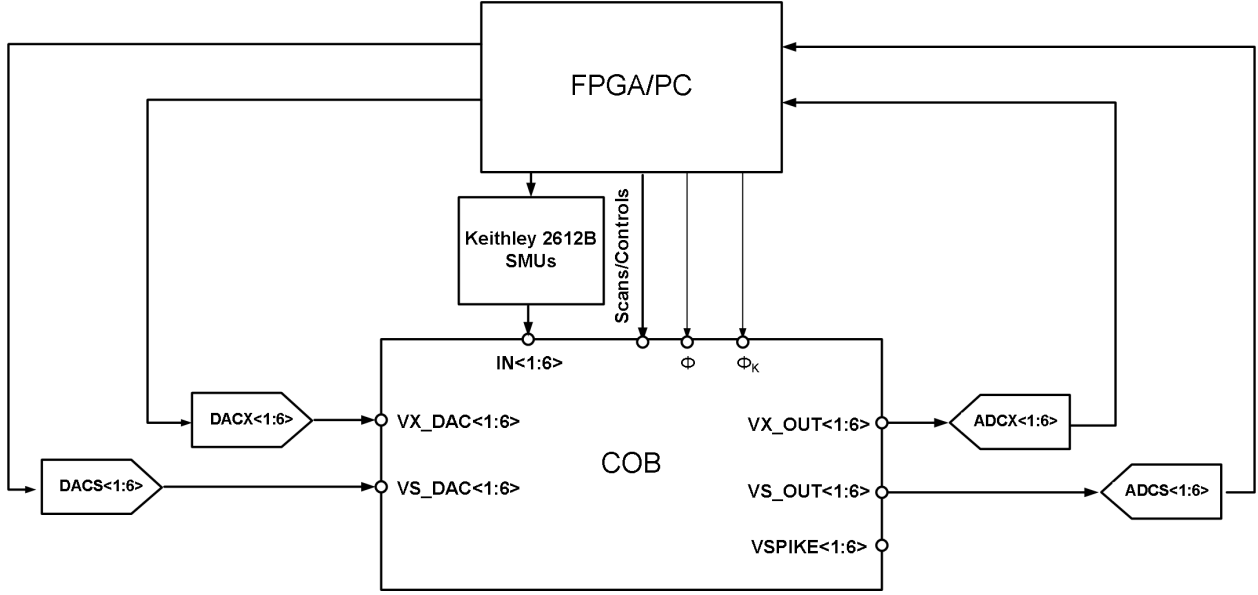 FPGA/PC
Keithley 2612B
SMUs
Scans/Controls
IN<1:6>
Φ
ΦK
DACX<1:6>
VX_DAC<1:6>
VX_OUT<1:6>
ADCX<1:6>
COB
DACS<1:6>
VS_DAC<1:6>
VS_OUT<1:6>
ADCS<1:6>
VSPIKE<1:6>